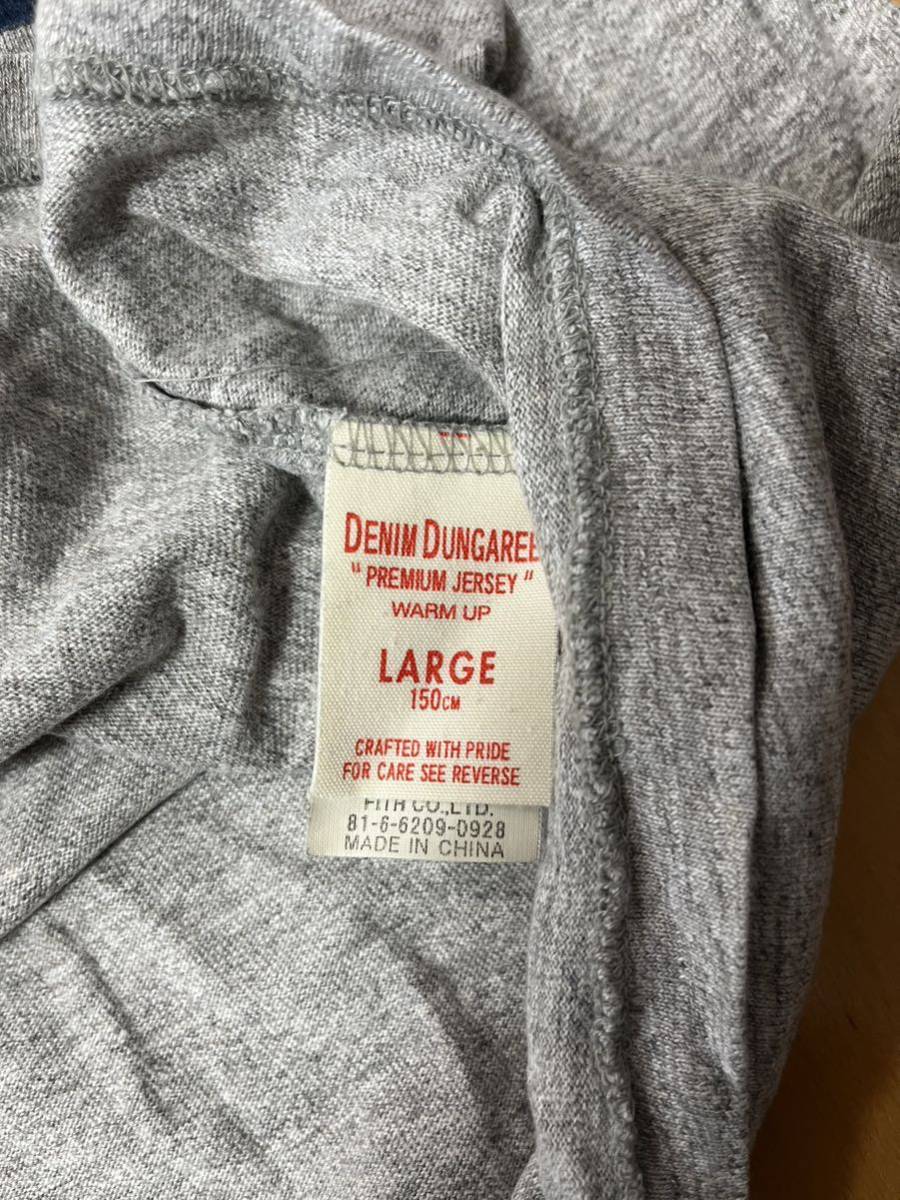 DENIM DUNGAREE
" PREMIUM JERSEY "
WARM UP
LARGE
150CM
CRAFTED WITH PRIDE
FOR CARE SEE REVERSE
FITH CO.,LTD.
81-6-6209-0928
MADE IN CHINA